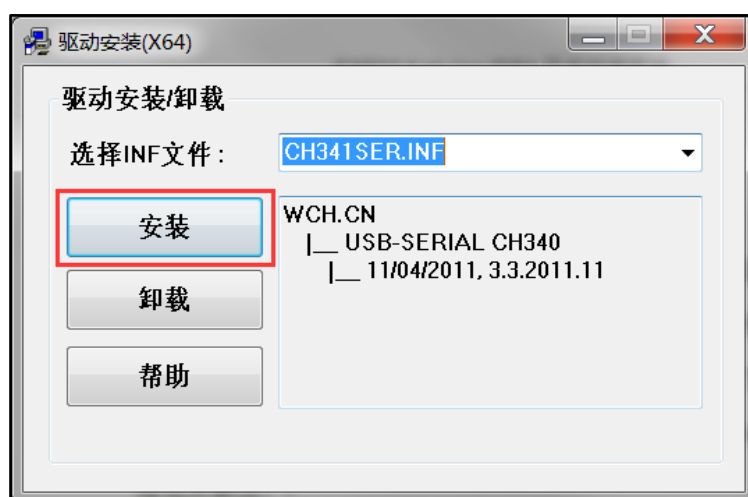 驱动安装(X64)
驱动安装/卸载
选择INF文件:
CH341SER.INF
安装
卸载
帮助
WCH.CN
|__ USB-SERIAL CH340
|__ 11/04/2011, 3.3.2011.11